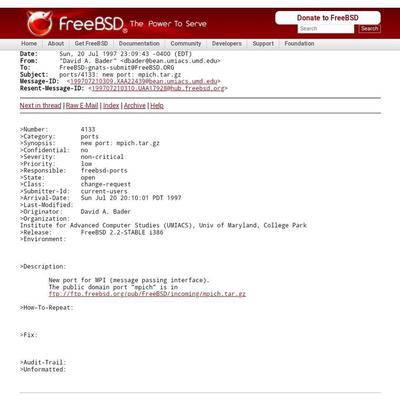 FreeBSD® The Power To Serve
Donate to FreeBSD
Search
Search
Home About Get FreeBSD Documentation Community Developers Support Foundation
Date: Sun, 20 Jul 1997 23:09:43 -0400 (EDT)
From: "David A. Bader" <dbader@bean.umiacs.umd.edu>
To: FreeBSD-gnats-submit@FreeBSD.ORG
Subject: ports/4133: new port: mpich.tar.gz
Message-ID: <199707210309.XAA22439@bean.umiacs.umd.edu>
Resent-Message-ID: <199707210310.UAA17928@hub.freebsd.org>
Next in thread | Raw E-Mail | Index | Archive | Help
>Number: 4133
>Category: ports
>Synopsis: new port: mpich.tar.gz
>Confidential: no
>Severity: non-critical
>Priority: low
>Responsible: freebsd-ports
>State: open
>Class: change-request
>Submitter-Id: current-users
>Arrival-Date: Sun Jul 20 20:10:01 PDT 1997
>Last-Modified:
>Originator: David A. Bader
>Organization:
Institute for Advanced Computer Studies (UMIACS), Univ of Maryland, College Park
>Release: FreeBSD 2.2-STABLE i386
>Environment:
>Description:
New port for MPI (message passing interface).
The public domain port "mpich" is in
ftp://ftp.freebsd.org/pub/FreeBSD/incoming/mpich.tar.gz
>How-To-Repeat:
>Fix:
>Audit-Trail:
>Unformatted: